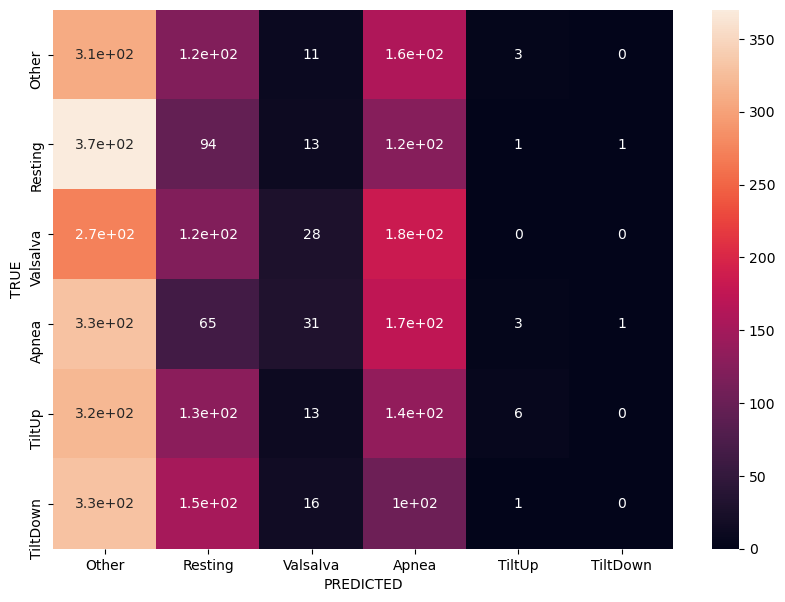 Other 3.1e+02 1.2e+02 11 1.6e+02 3 0
Resting 3.7e+02 94 13 1.2e+02 1 1
Valsalva 2.7e+02 1.2e+02 28 1.8e+02 0 0
Apnea 3.3e+02 65 31 1.7e+02 3 1
TiltUp 3.2e+02 1.3e+02 13 1.4e+02 6 0
TiltDown 3.3e+02 1.5e+02 16 1e+02 1 0
TRUE
Other Resting Valsalva Apnea TiltUp TiltDown
PREDICTED
350
300
250
200
150
100
50
0